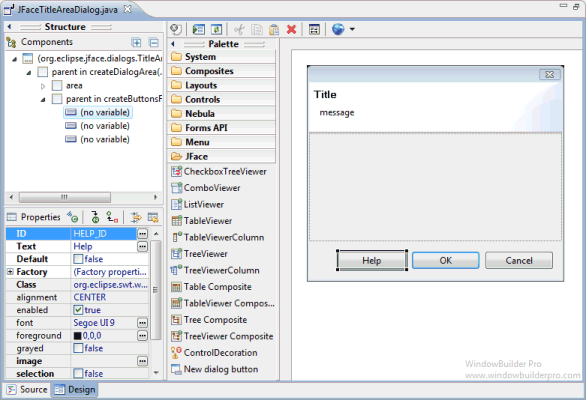 JFaceTitleAreaDialog.java
Structure
Components
(org.eclipse.jface.dialogs.TitleAr
parent in createDialogArea(.
area
parent in createButtonsF
(no variable)
(no variable)
(no variable)
Properties
ID HELP_ID
Text Help
Default false
Factory (Factory properti...
Class org.eclipse.swt.w...
alignment CENTER
enabled true
font Segoe UI 9
foreground 0,0,0
grayed false
image
selection false
Source Design
Palette
System
Composites
Layouts
Controls
Nebula
Forms API
Menu
JFace
CheckboxTreeViewer
ComboViewer
ListViewer
TableViewer
TableViewerColumn
TreeViewer
TreeViewerColumn
Table Composite
TableViewer Compos...
Tree Composite
TreeViewer Composite
ControlDecoration
New dialog button
Title
message
Help OK Cancel
WindowBuilder Pro
www.windowbuilderpro.com